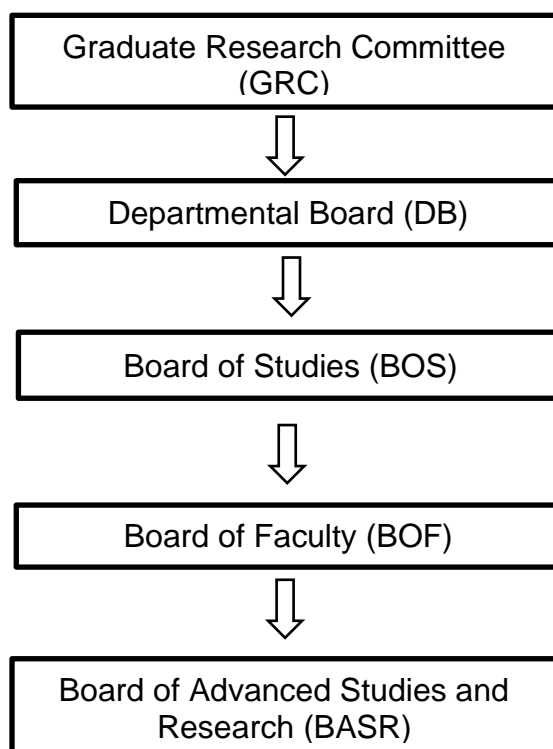 Graduate Research Committee
(GRC)
Departmental Board (DB)
Board of Studies (BOS)
Board of Faculty (BOF)
Board of Advanced Studies and
Research (BASR)